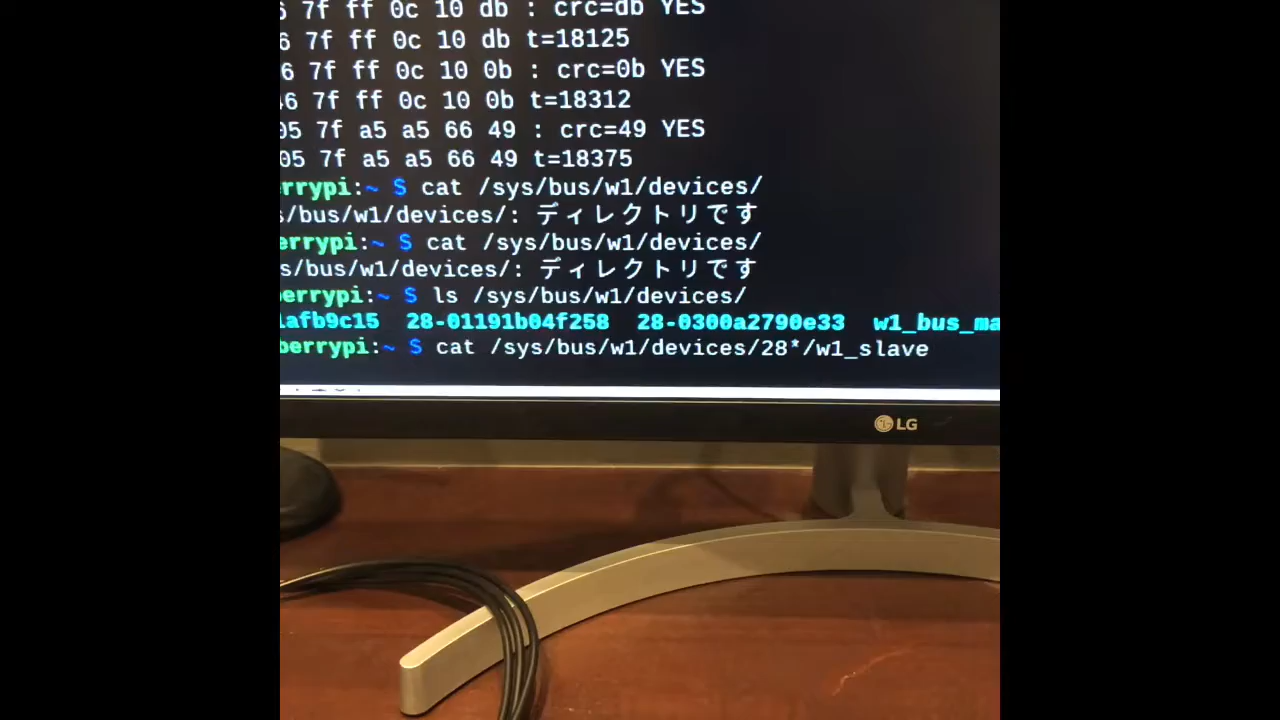 6 7f ff 0c 10 db : crc=db YES
6 7f ff 0c 10 db t=18125
6 7f ff 0c 10 0b : crc=0b YES
46 7f ff 0c 10 0b t=18312
05 7f a5 a5 66 49 : crc=49 YES
05 7f a5 a5 66 49 t=18375
errypi:~ $ cat /sys/bus/w1/devices/
s/bus/w1/devices/: ディレクトリです
errypi:~ $ cat /sys/bus/w1/devices/
s/bus/w1/devices/: ディレクトリです
berrypi:~ $ ls /sys/bus/w1/devices/
1afb9c15 28-01191b04f258 28-0300a2790e33 w1_bus_ma
berrypi:~ $ cat /sys/bus/w1/devices/28*/w1_slave
LG